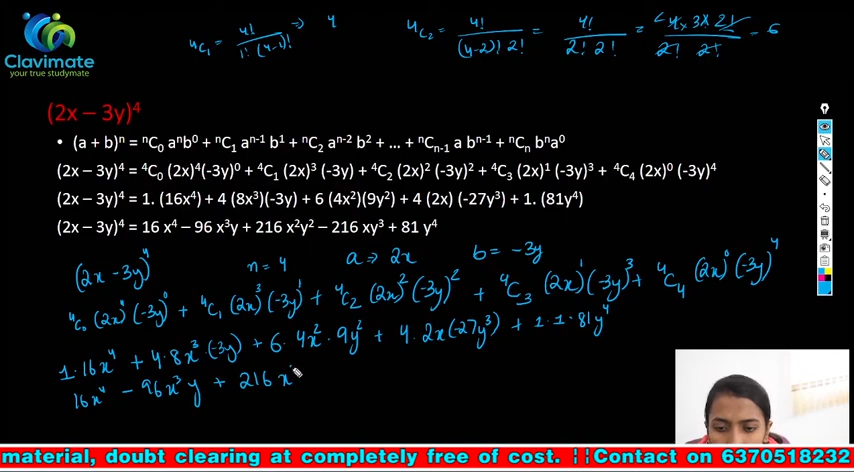 Clavimate
your true studymate
⁴C₁ = 4! / 1! (4-1)! ⇒ 4
⁴C₂ = 4! / (4-2)! 2! = 4! / 2! 2! = 4 × 3 × 2! / 2! 2! = 6
(2x – 3y)⁴
• (a + b)ⁿ = ⁿC₀ aⁿb⁰ + ⁿC₁ aⁿ⁻¹ b¹ + ⁿC₂ aⁿ⁻² b² + ... + ⁿCₙ₋₁ a bⁿ⁻¹ + ⁿCₙ bⁿa⁰
(2x – 3y)⁴ = ⁴C₀ (2x)⁴(-3y)⁰ + ⁴C₁ (2x)³ (-3y) + ⁴C₂ (2x)² (-3y)² + ⁴C₃ (2x)¹ (-3y)³ + ⁴C₄ (2x)⁰ (-3y)⁴
(2x – 3y)⁴ = 1. (16x⁴) + 4 (8x³)(-3y) + 6 (4x²)(9y²) + 4 (2x) (-27y³) + 1. (81y⁴)
(2x – 3y)⁴ = 16 x⁴ – 96 x³y + 216 x²y² – 216 xy³ + 81 y⁴
(2x - 3y)⁴ n = 4 a ⇒ 2x b = -3y
⁴C₀ (2x)⁴ (-3y)⁰ + ⁴C₁ (2x)³ (-3y)¹ + ⁴C₂ (2x)² (-3y)² + ⁴C₃ (2x)¹ (-3y)³ + ⁴C₄ (2x)⁰ (-3y)⁴
1 · 16x⁴ + 4 · 8x³ · (-3y) + 6 · 4x² · 9y² + 4 · 2x (-27y³) + 1 · 1 · 81y⁴
16x⁴ - 96x³y + 216 x
material, doubt clearing at completely free of cost. ||Contact on 6370518232